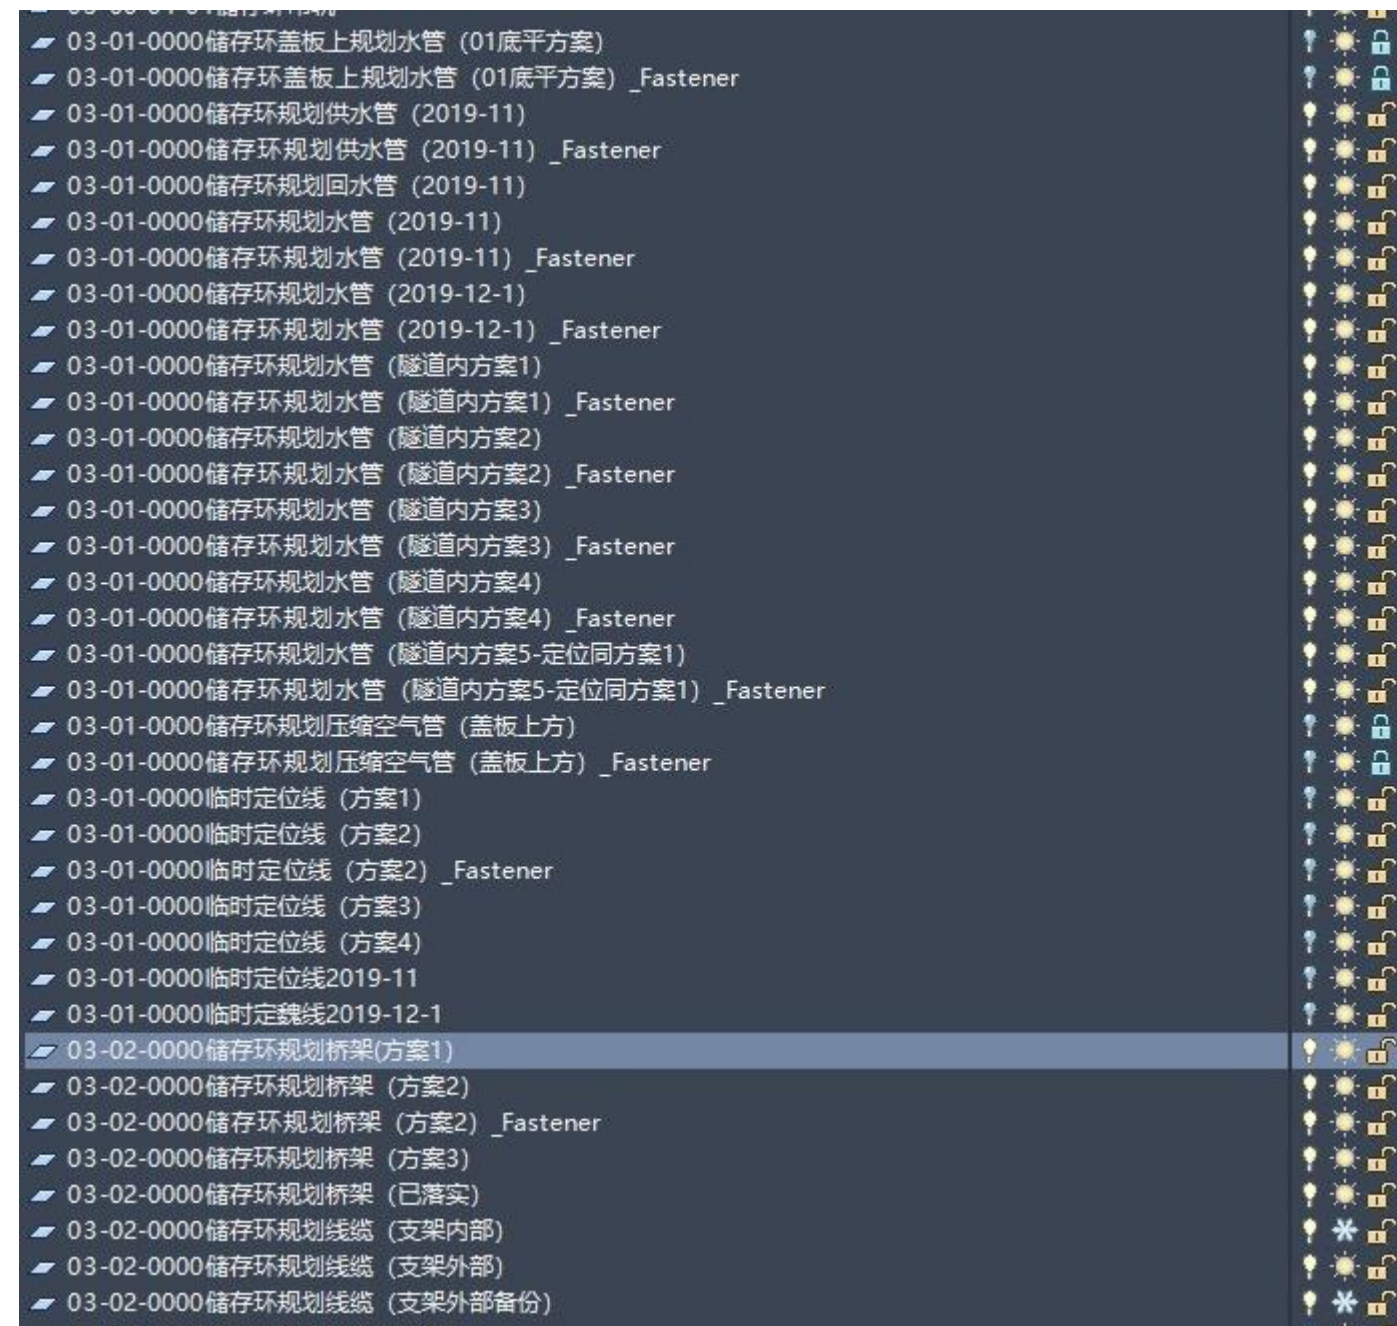 03-01-0000储存环盖板上规划水管（01底平方案）
03-01-0000储存环盖板上规划水管（01底平方案）_Fastener
03-01-0000储存环规划供水管（2019-11）
03-01-0000储存环规划供水管（2019-11）_Fastener
03-01-0000储存环规划回水管（2019-11）
03-01-0000储存环规划水管（2019-11）
03-01-0000储存环规划水管（2019-11）_Fastener
03-01-0000储存环规划水管（2019-12-1）
03-01-0000储存环规划水管（2019-12-1）_Fastener
03-01-0000储存环规划水管（隧道内方案1）
03-01-0000储存环规划水管（隧道内方案1）_Fastener
03-01-0000储存环规划水管（隧道内方案2）
03-01-0000储存环规划水管（隧道内方案2）_Fastener
03-01-0000储存环规划水管（隧道内方案3）
03-01-0000储存环规划水管（隧道内方案3）_Fastener
03-01-0000储存环规划水管（隧道内方案4）
03-01-0000储存环规划水管（隧道内方案4）_Fastener
03-01-0000储存环规划水管（隧道内方案5-定位同方案1）
03-01-0000储存环规划水管（隧道内方案5-定位同方案1）_Fastener
03-01-0000储存环规划压缩空气管（盖板上方）
03-01-0000储存环规划压缩空气管（盖板上方）_Fastener
03-01-0000临时定位线（方案1）
03-01-0000临时定位线（方案2）
03-01-0000临时定位线（方案2）_Fastener
03-01-0000临时定位线（方案3）
03-01-0000临时定位线（方案4）
03-01-0000临时定位线2019-11
03-01-0000临时定魏线2019-12-1
03-02-0000储存环规划桥架(方案1)
03-02-0000储存环规划桥架（方案2）
03-02-0000储存环规划桥架（方案2）_Fastener
03-02-0000储存环规划桥架（方案3）
03-02-0000储存环规划桥架（已落实）
03-02-0000储存环规划线缆（支架内部）
03-02-0000储存环规划线缆（支架外部）
03-02-0000储存环规划线缆（支架外部备份）